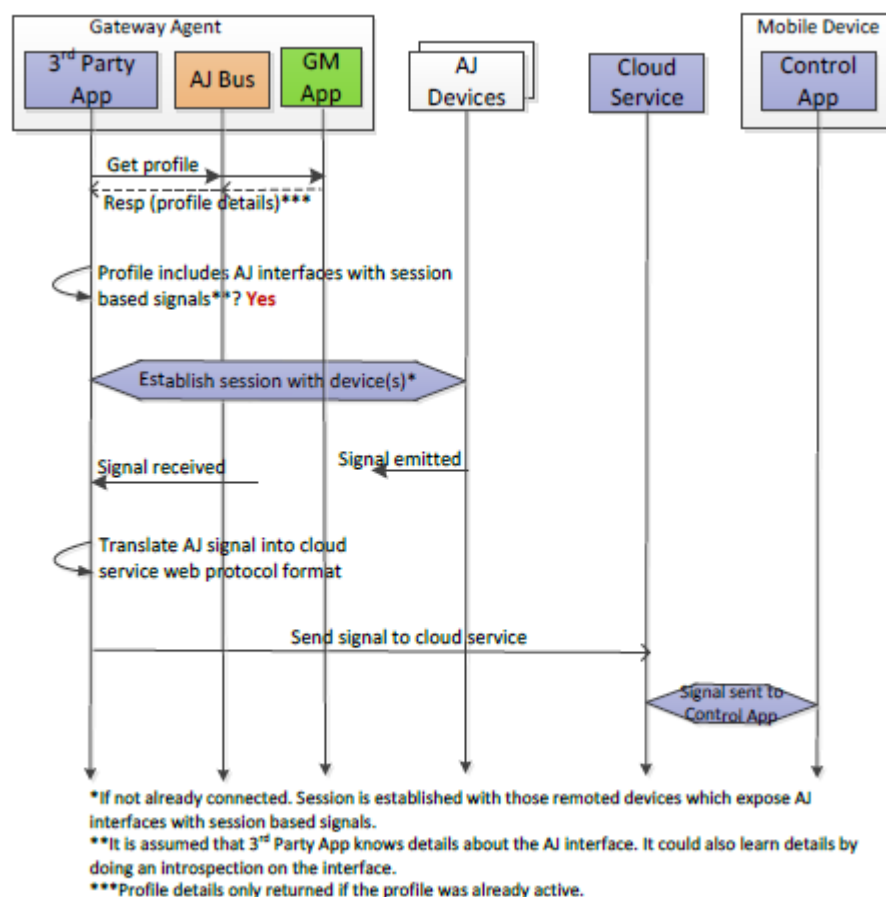 Gateway Agent
Mobile Device
3rd Party
App
AJ Bus
GM
App
AJ
Devices
Cloud
Service
Control
App
Get profile
Resp (profile details)***
Profile includes AJ interfaces with session
based signals**? Yes
Establish session with device(s)*
Signal emitted
Signal received
Translate AJ signal into cloud
service web protocol format
Send signal to cloud service
Signal sent to
Control App
*If not already connected. Session is established with those remoted devices which expose AJ
interfaces with session based signals.
**It is assumed that 3rd Party App knows details about the AJ interface. It could also learn details by
doing an introspection on the interface.
***Profile details only returned if the profile was already active.